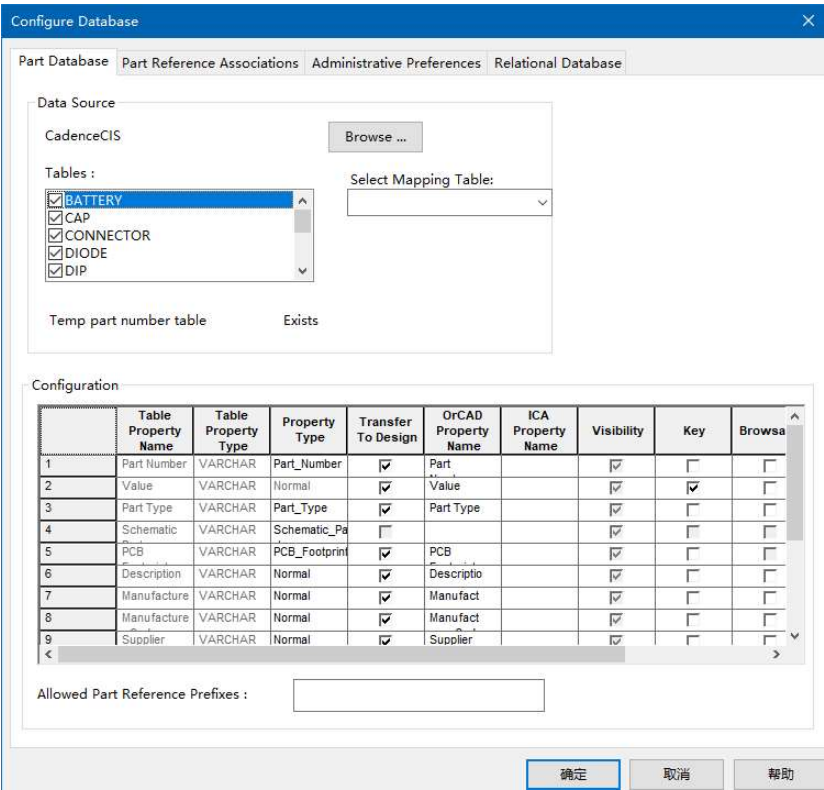 Configure Database
Part Database Part Reference Associations Administrative Preferences Relational Database
Data Source
CadenceCIS Browse ...
Tables : Select Mapping Table:
BATTERY
CAP
CONNECTOR
DIODE
DIP
Temp part number table Exists
Configuration
Table Property Name Table Property Type Property Type Transfer To Design OrCAD Property Name ICA Property Name Visibility Key Browsa
1 Part Number VARCHAR Part_Number Part
2 Value VARCHAR Normal Value
3 Part Type VARCHAR Part_Type Part Type
4 Schematic VARCHAR Schematic_Pa
5 PCB VARCHAR PCB_Footprint PCB
6 Description VARCHAR Normal Descriptio
7 Manufacture VARCHAR Normal Manufact
8 Manufacture VARCHAR Normal Manufact
9 Supplier VARCHAR Normal Supplier
Allowed Part Reference Prefixes :
确定 取消 帮助